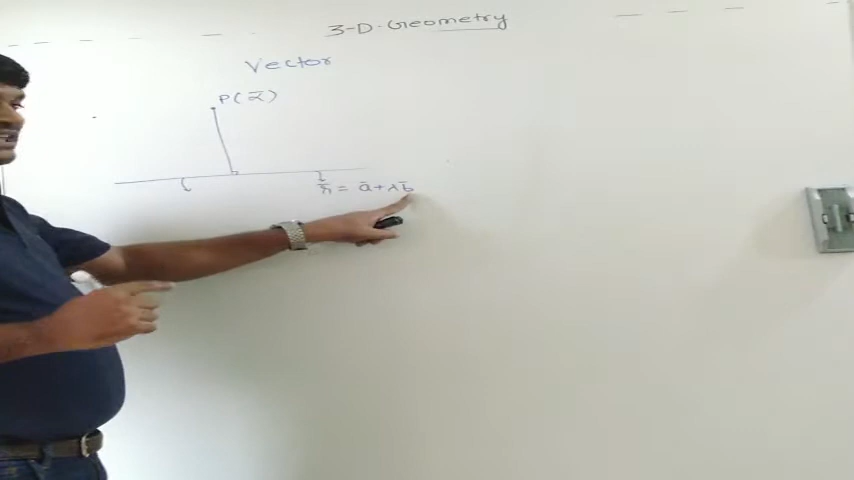 3-D-Geometry
Vector
P(ᾱ)
r̄ = ā+λb̄